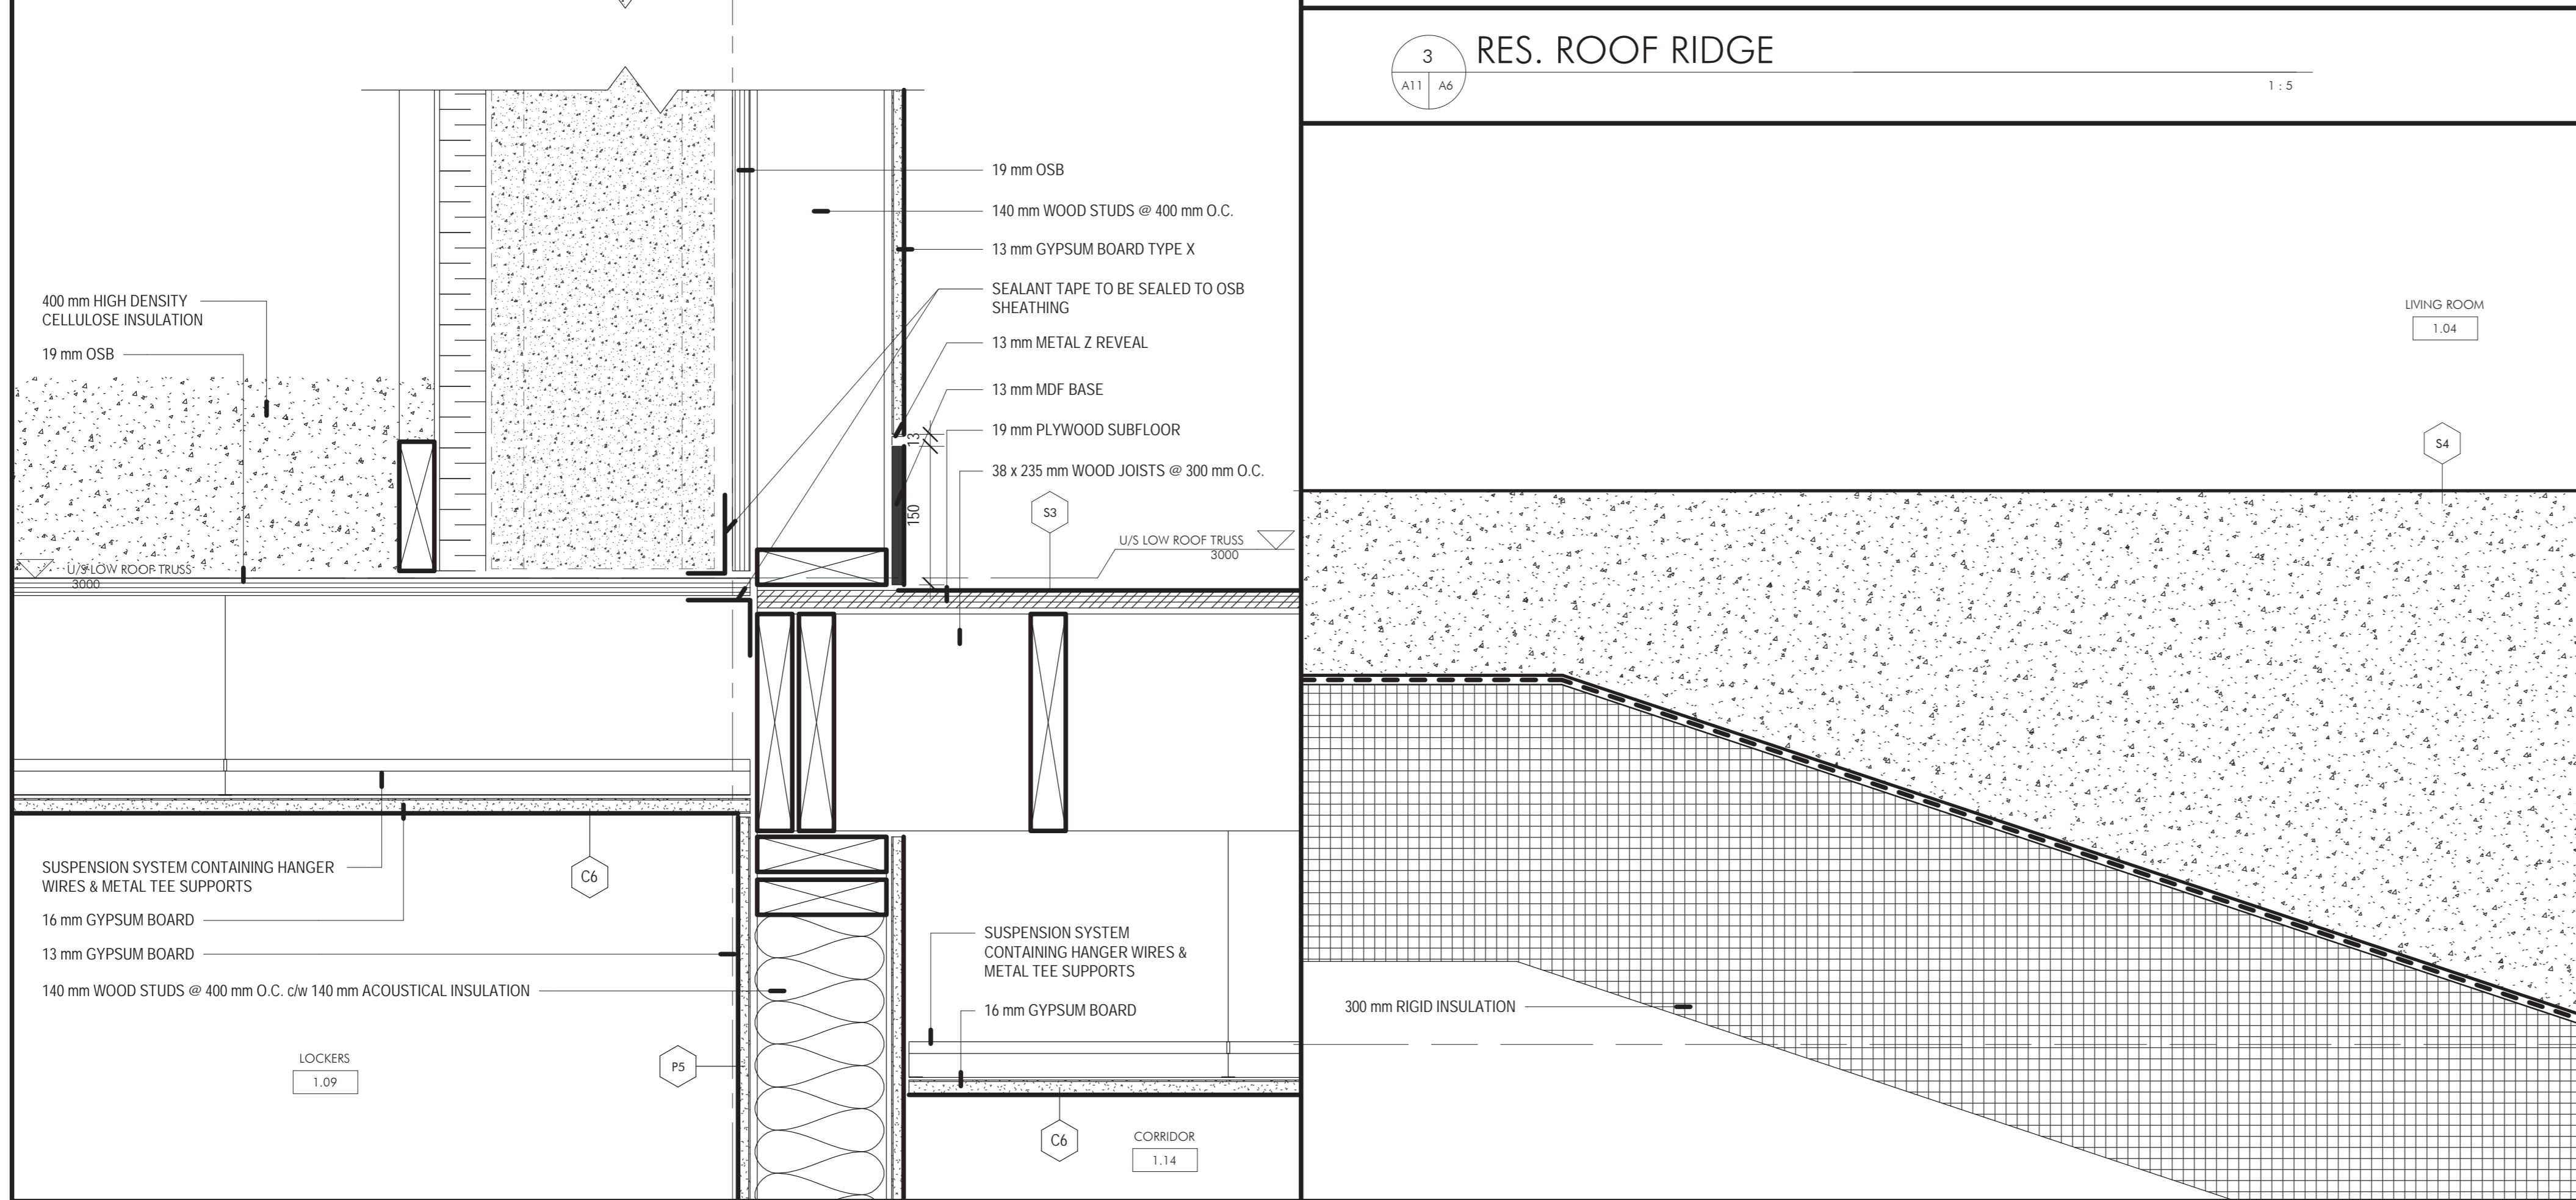 3
A11 A6
RES. ROOF RIDGE
1 : 5
19 mm OSB
140 mm WOOD STUDS @ 400 mm O.C.
13 mm GYPSUM BOARD TYPE X
SEALANT TAPE TO BE SEALED TO OSB
SHEATHING
13 mm METAL Z REVEAL
13 mm MDF BASE
19 mm PLYWOOD SUBFLOOR
38 x 235 mm WOOD JOISTS @ 300 mm O.C.
13
150
S3
U/S LOW ROOF TRUSS
3000
400 mm HIGH DENSITY
CELLULOSE INSULATION
19 mm OSB
U/S LOW ROOF TRUSS
3000
SUSPENSION SYSTEM CONTAINING HANGER
WIRES & METAL TEE SUPPORTS
16 mm GYPSUM BOARD
13 mm GYPSUM BOARD
140 mm WOOD STUDS @ 400 mm O.C. c/w 140 mm ACOUSTICAL INSULATION
C6
LOCKERS
1.09
P5
SUSPENSION SYSTEM
CONTAINING HANGER WIRES &
METAL TEE SUPPORTS
16 mm GYPSUM BOARD
C6
CORRIDOR
1.14
LIVING ROOM
1.04
S4
300 mm RIGID INSULATION